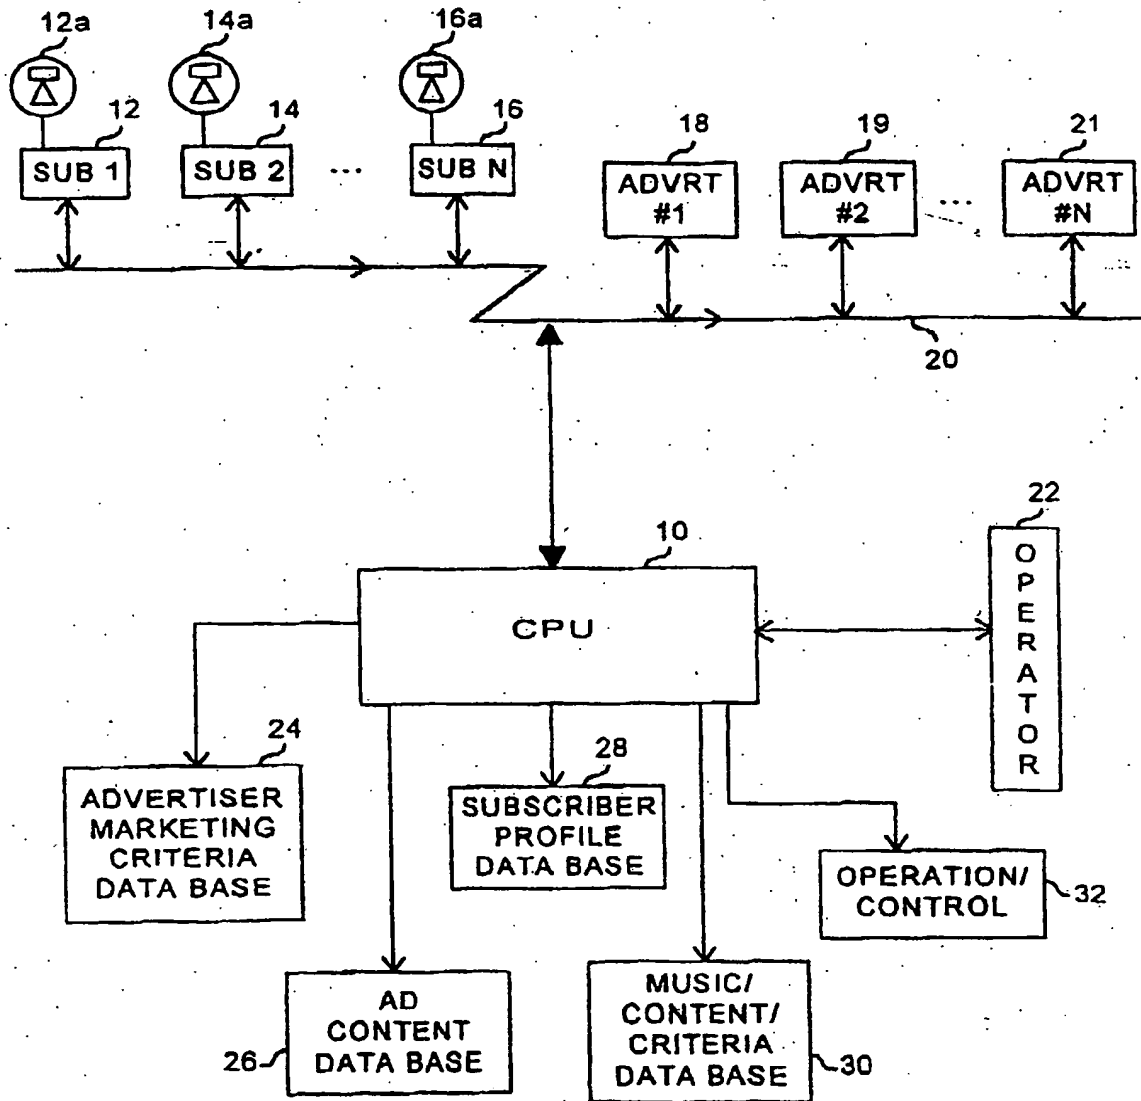 12a
14a
16a
12
14
16
18
19
21
SUB 1
SUB 2
...
SUB N
ADVRT
#1
ADVRT
#2
...
ADVRT
#N
20
10
22
CPU
OPERATOR
24
28
ADVERTISER
MARKETING
CRITERIA
DATA BASE
SUBSCRIBER
PROFILE
DATA BASE
OPERATION/
CONTROL
32
AD
CONTENT
DATA BASE
26
MUSIC/
CONTENT/
CRITERIA
DATA BASE
30